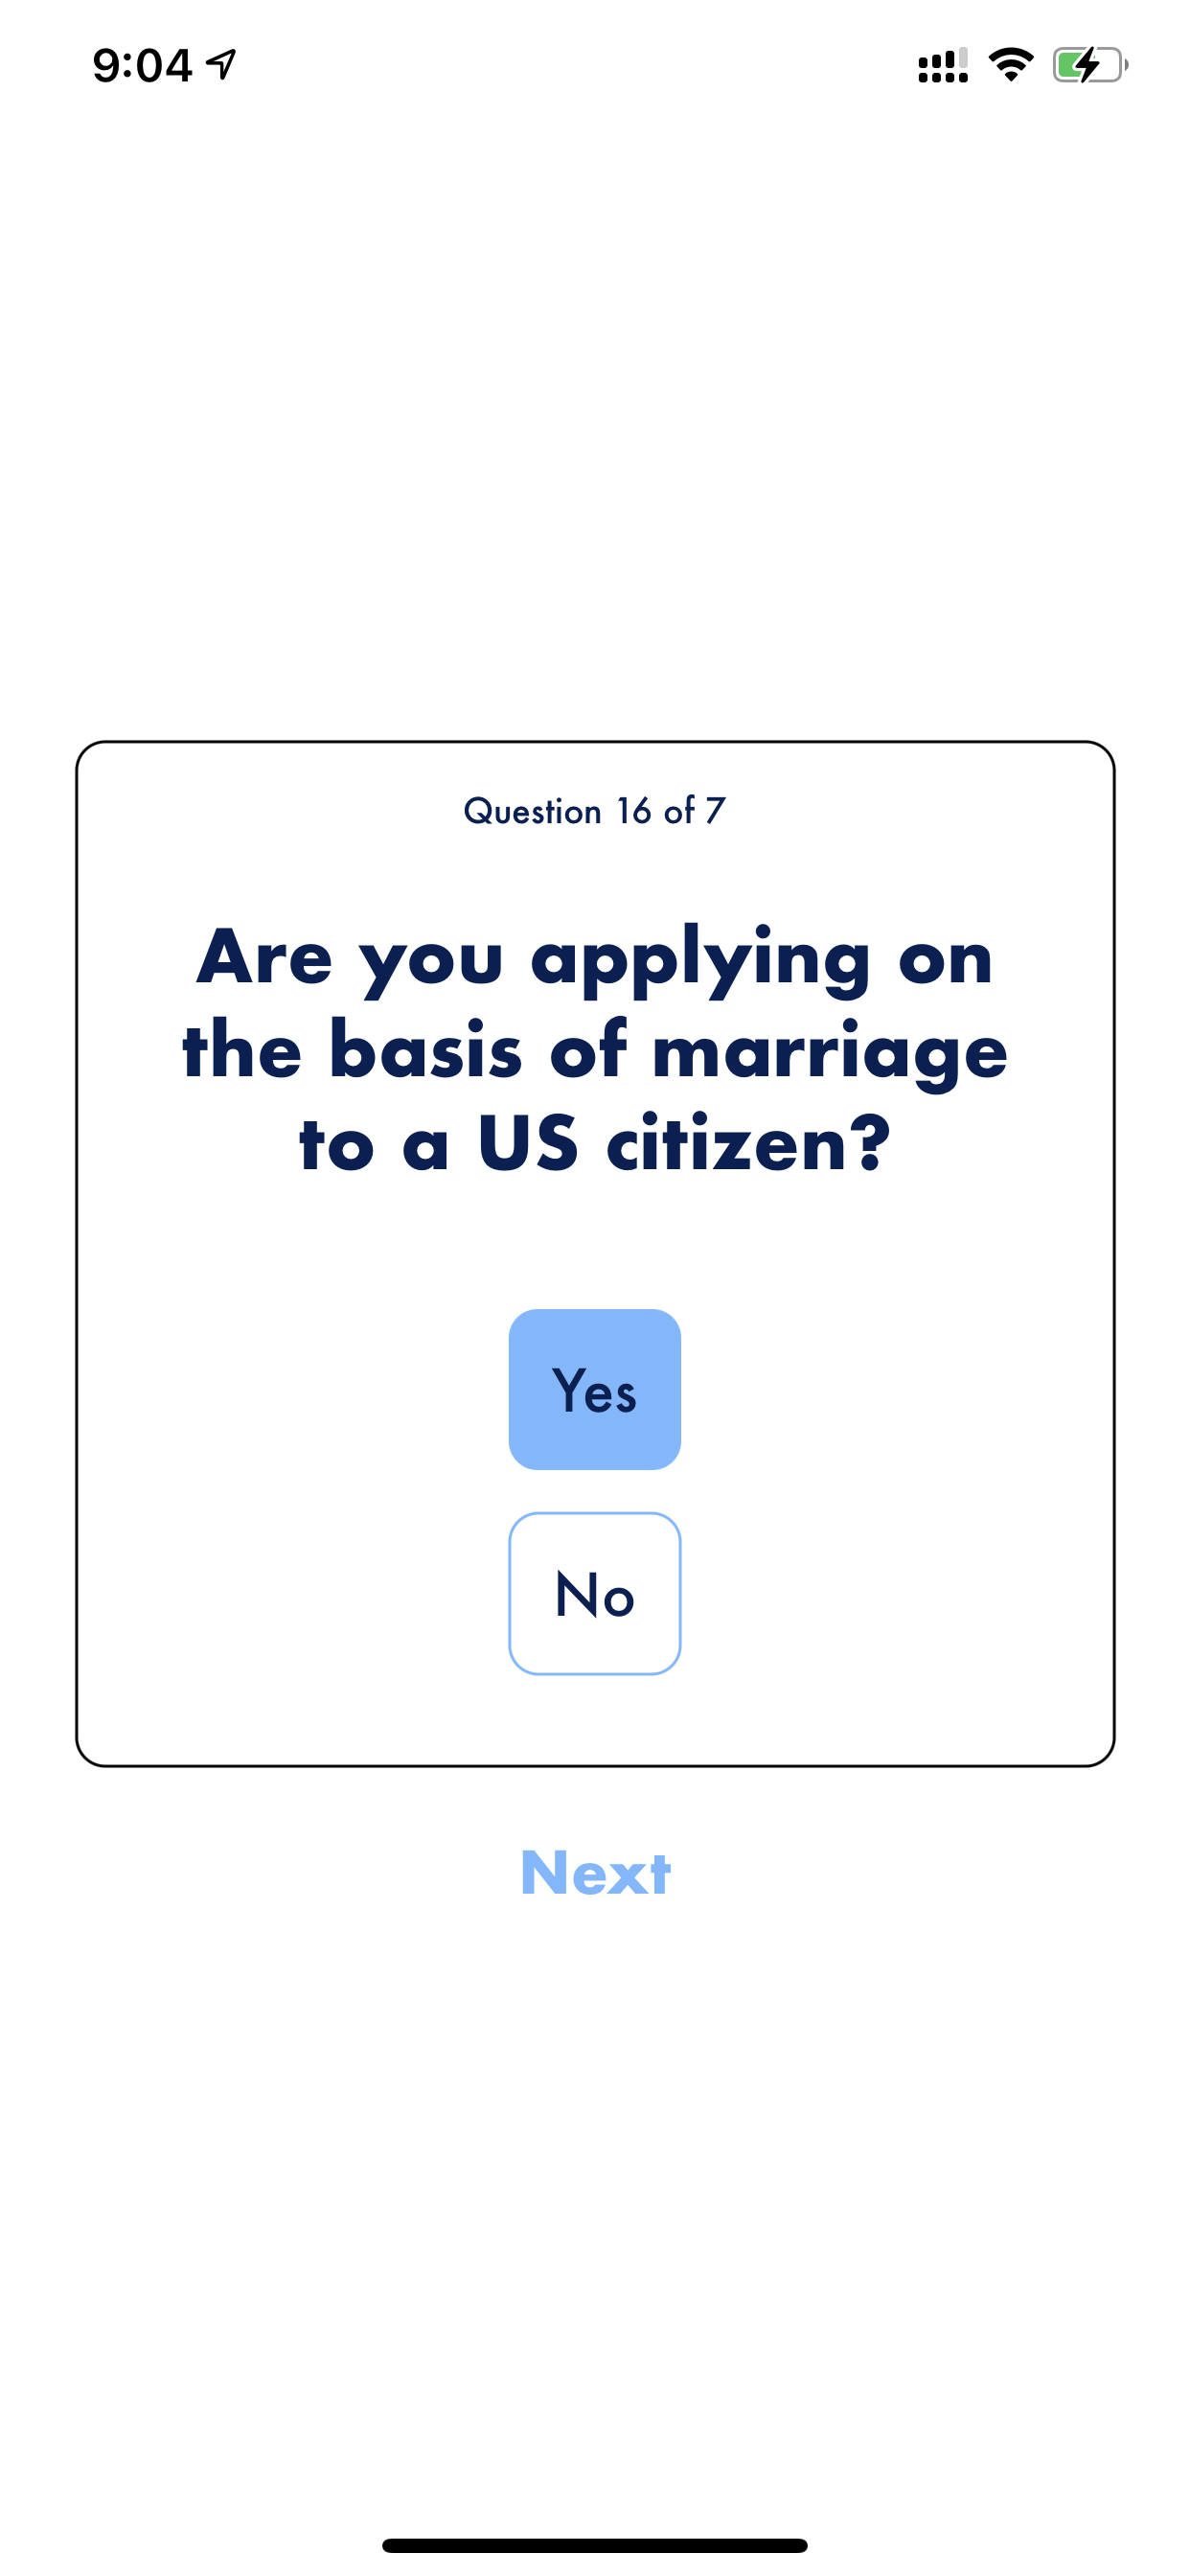 9:04
Question 16 of 7
Are you applying on
the basis of marriage
to a US citizen?
Yes
No
Next